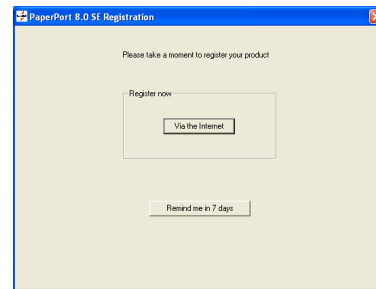 PaperPort 8.0 SE Registration
Please take a moment to register your product
Register now
Via the Internet
Remind me in 7 days